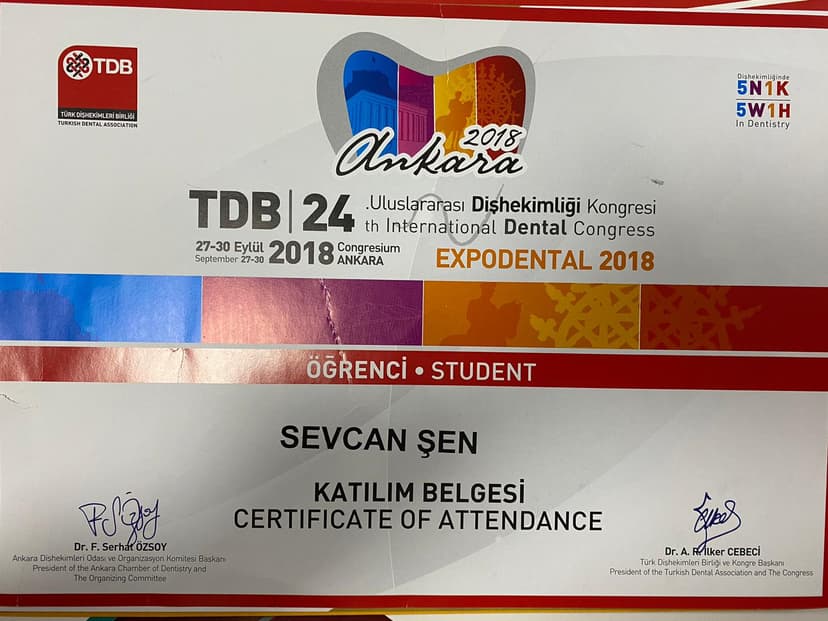 TDB
TÜRK DİŞHEKİMLERİ BİRLİĞİ
TURKISH DENTAL ASSOCIATION
2018
Ankara
Dişhekimliğinde
5N1K
5W1H
In Dentistry
TDB | 24 .Uluslararası Dişhekimliği Kongresi
th International Dental Congress
27-30 Eylül 2018 Congresium
September 27-30 ANKARA
EXPODENTAL 2018
ÖĞRENCİ • STUDENT
SEVCAN ŞEN
KATILIM BELGESİ
CERTIFICATE OF ATTENDANCE
Dr. F. Serhat ÖZSOY
Ankara Dişhekimleri Odası ve Organizasyon Komitesi Başkanı
President of the Ankara Chamber of Dentistry and
The Organizing Committee
Dr. A. R. İlker CEBECİ
Türk Dişhekimleri Birliği ve Kongre Başkanı
President of the Turkish Dental Association and The Congress